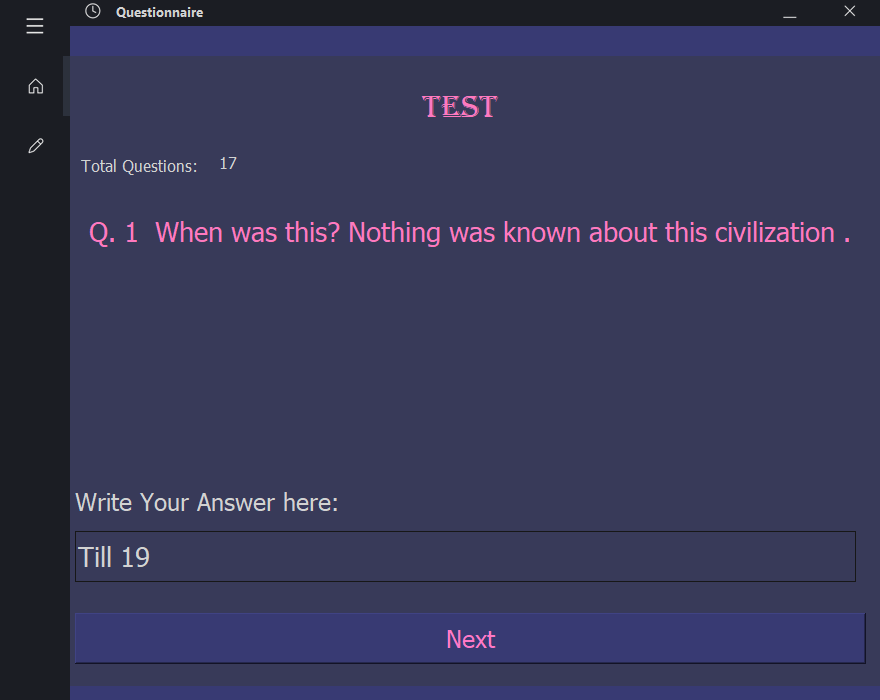 Questionnaire
TEST
Total Questions: 17
Q. 1 When was this? Nothing was known about this civilization .
Write Your Answer here:
Till 19
Next